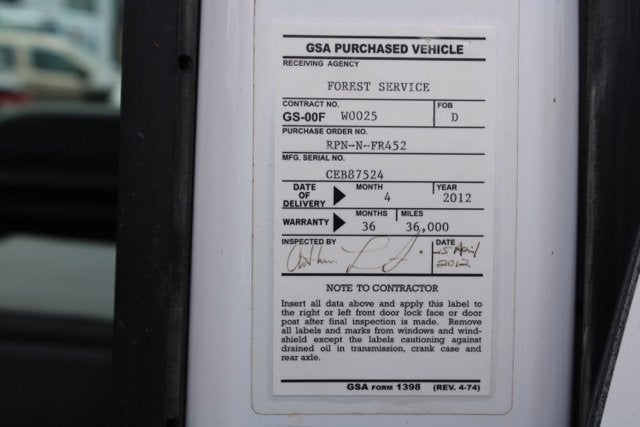 GSA PURCHASED VEHICLE
RECEIVING AGENCY
FOREST SERVICE
CONTRACT NO. FOB
GS-00F W0025 D
PURCHASE ORDER NO.
RPN-N-FR452
MFG. SERIAL NO.
CEB87524
DATE OF DELIVERY MONTH 4 YEAR 2012
WARRANTY MONTHS 36 MILES 36,000
INSPECTED BY DATE
25 April
2012
NOTE TO CONTRACTOR
Insert all data above and apply this label to
the right or left front door lock face or door
post after final inspection is made. Remove
all labels and marks from windows and wind-
shield except the labels cautioning against
drained oil in transmission, crank case and
rear axle.
GSA FORM 1398 (REV. 4-74)